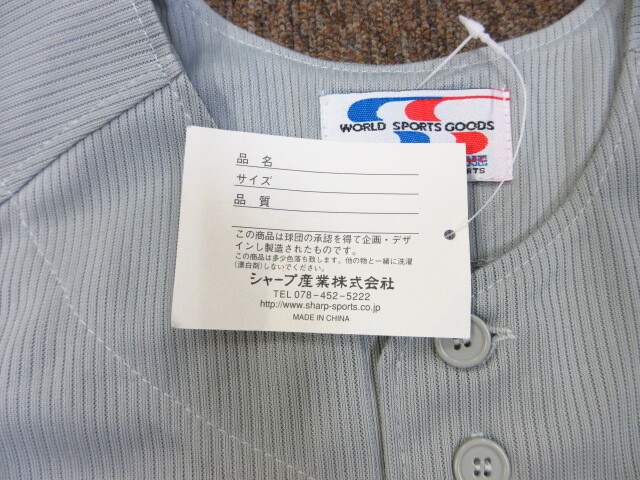 WORLD SPORTS GOODS
品 名
サイズ
品 質
この商品は球団の承認を得て企画・デザ
インし製造されたものです。
この商品は多少色落ち致します。他の物と一緒に洗濯
(漂白剤)しないでください。
シャープ産業株式会社
TEL 078-452-5222
http://www.sharp-sports.co.jp
MADE IN CHINA